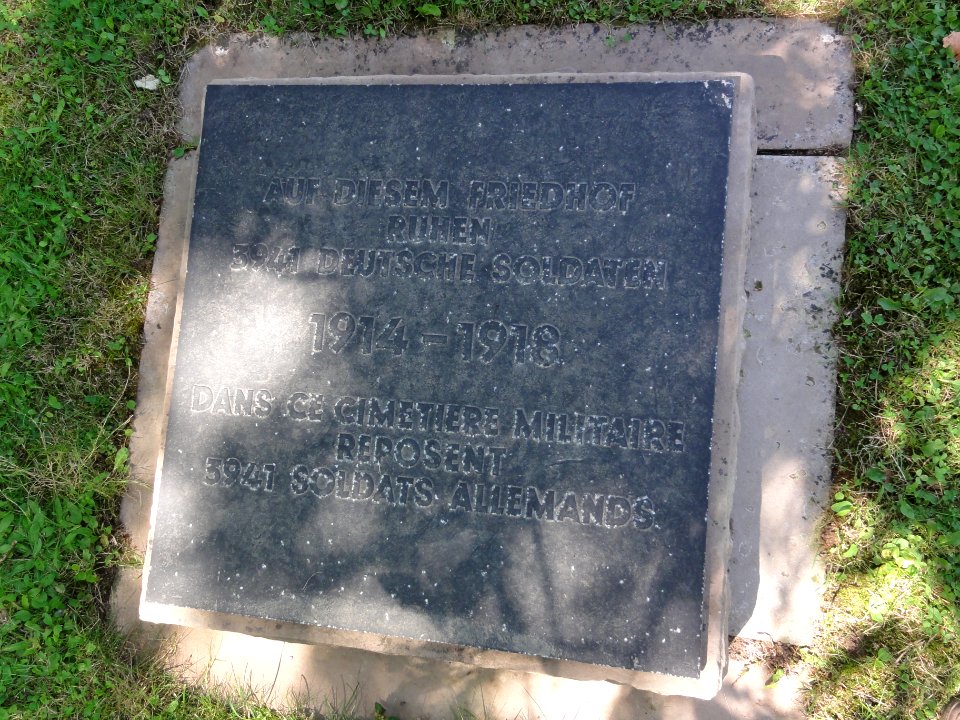 AUF DIESEM FRIEDHOF
RUHEN
3941 DEUTSCHE SOLDATEN
1914 - 1918
DANS CE CIMETIERE MILITAIRE
REPOSENT
3941 SOLDATS ALLEMANDS